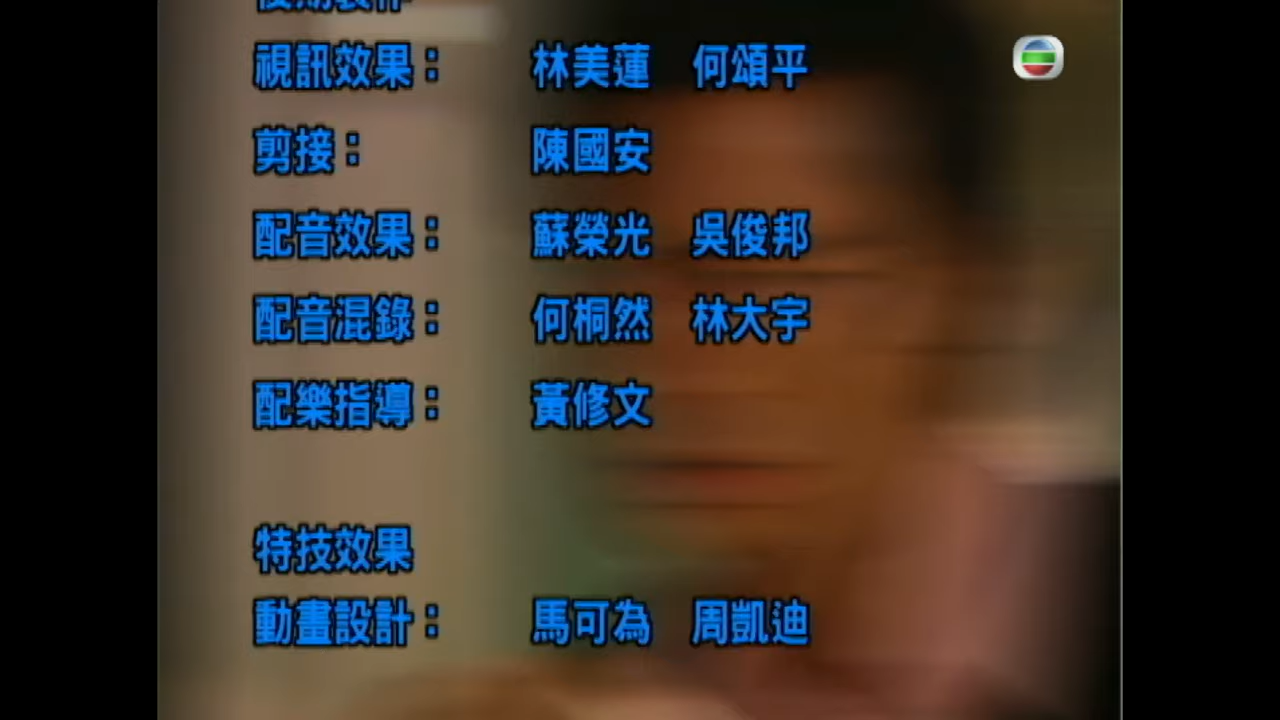 視訊效果： 林美蓮 何頌平
剪接： 陳國安
配音效果： 蘇榮光 吳俊邦
配音混錄： 何桐然 林大宇
配樂指導： 黃修文
特技效果
動畫設計： 馬可為 周凱迪